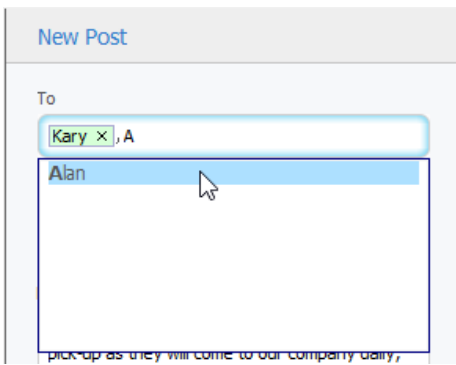 New Post
To
Kary ×, A
Alan
pick-up as they will come to our company daily,